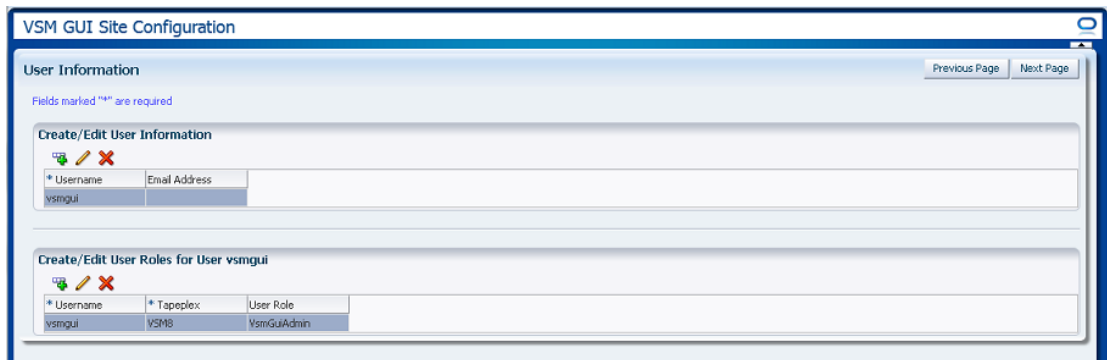 VSM GUI Site Configuration
User Information
Previous Page Next Page
Fields marked "*" are required
Create/Edit User Information
* Username Email Address
vsmgui
Create/Edit User Roles for User vsmgui
* Username * Tapeplex User Role
vsmgui VSM8 VsmGuiAdmin